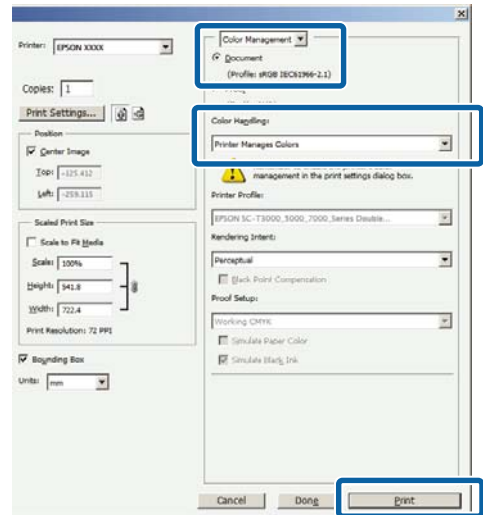 Printer: EPSON XXXX
Copies: 1
Print Settings...
Position
Center Image
Top: -125.412
Left: -259.115
Scaled Print Size
Scale to Fit Media
Scale: 100%
Height: 541.8
Width: 722.4
Print Resolution: 72 PPI
Bounding Box
Units: mm
Color Management
Document
(Profile: sRGB IEC61966-2.1)
Color Handling:
Printer Manages Colors
management in the print settings dialog box.
Printer Profile:
EPSON SC-T3000_5000_7000_Series Double...
Rendering Intent:
Perceptual
Black Point Compensation
Proof Setup:
Working CMYK
Simulate Paper Color
Simulate Black Ink
Cancel
Done
Print